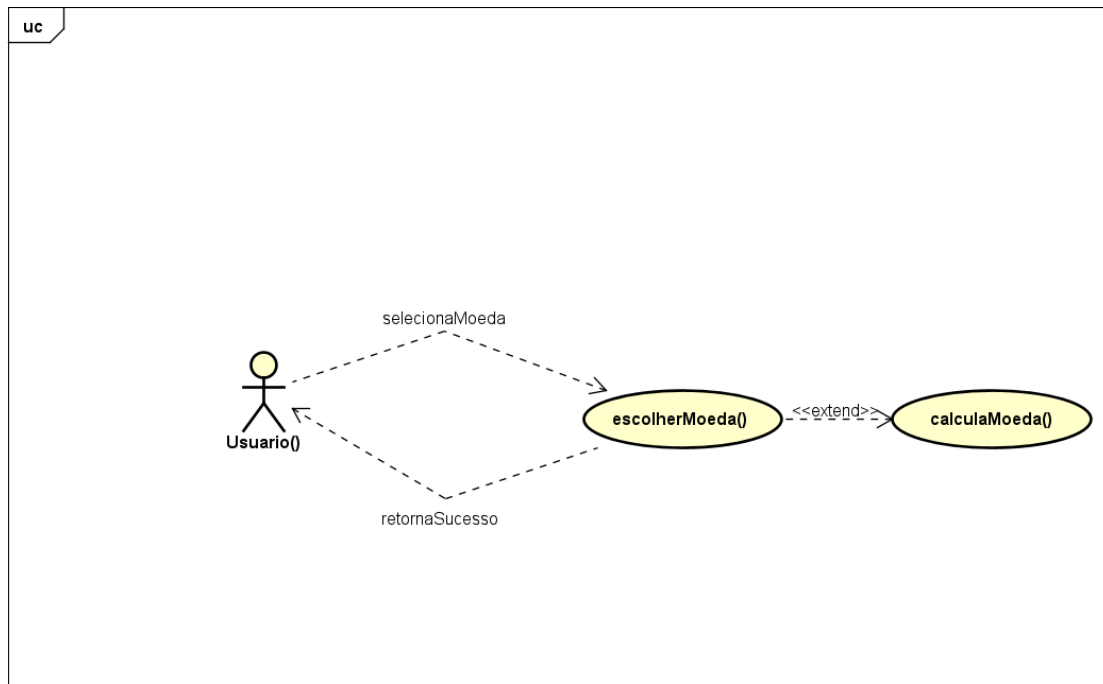 uc
selecionaMoeda
escolherMoeda()
<<extend>>
calculaMoeda()
Usuario()
retornaSucesso